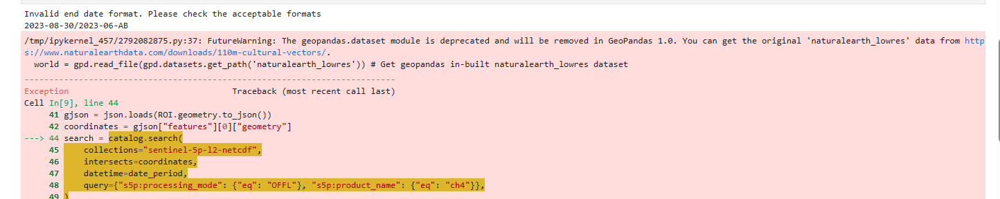 Invalid end date format. Please check the acceptable formats
2023-08-30/2023-06-AB
/tmp/ipykernel_457/2792082875.py:37: FutureWarning: The geopandas.dataset module is deprecated and will be removed in GeoPandas 1.0. You can get the original 'naturalearth_lowres' data from http
s://www.naturalearthdata.com/downloads/110m-cultural-vectors/.
  world = gpd.read_file(gpd.datasets.get_path('naturalearth_lowres')) # Get geopandas in-built naturalearth_lowres dataset
---------------------------------------------------------------------------
Exception                                 Traceback (most recent call last)
Cell In[9], line 44
     41 gjson = json.loads(ROI.geometry.to_json())
     42 coordinates = gjson["features"][0]["geometry"]
---> 44 search = catalog.search(
     45     collections="sentinel-5p-l2-netcdf",
     46     intersects=coordinates,
     47     datetime=date_period,
     48     query={"s5p:processing_mode": {"eq": "OFFL"}, "s5p:product_name": {"eq": "ch4"}},
     49 )